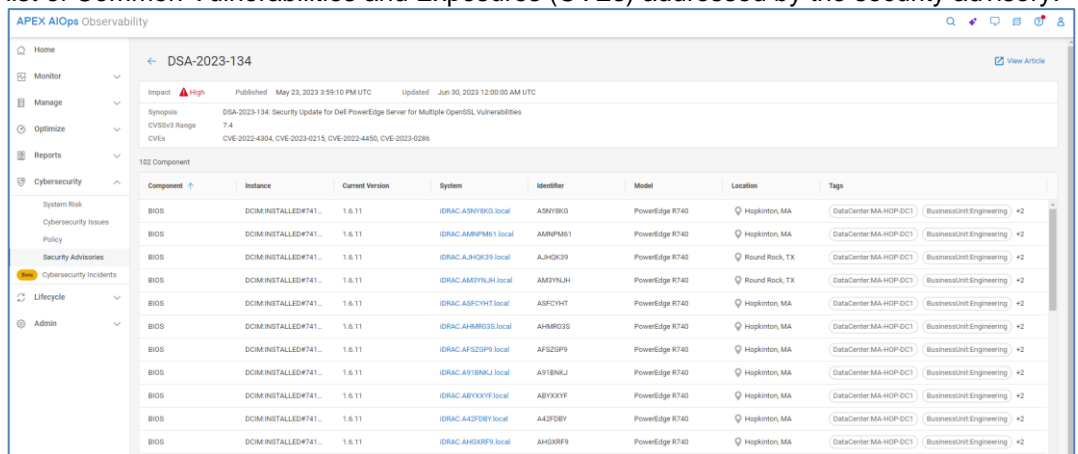 list of Common Vulnerabilities and Exposures (CVEs) addressed by the security advisory.
APEX AIOps Observability
Home
Monitor
Manage
Optimize
Reports
Cybersecurity
System Risk
Cybersecurity Issues
Policy
Security Advisories
Beta Cybersecurity Incidents
Lifecycle
Admin
← DSA-2023-134 View Article
Impact High Published May 23, 2023 3:59:10 PM UTC Updated Jun 30, 2023 12:00:00 AM UTC
Synopsis DSA-2023-134: Security Update for Dell PowerEdge Server for Multiple OpenSSL Vulnerabilities
CVSSv3 Range 7.4
CVEs CVE-2022-4304, CVE-2023-0215, CVE-2022-4450, CVE-2023-0286
102 Component
Component ↑ Instance Current Version System Identifier Model Location Tags
BIOS DCIM:INSTALLED#741... 1.6.11 iDRAC.A5NY8KG.local A5NY8KG PowerEdge R740 Hopkinton, MA DataCenter:MA-HOP-DC1 BusinessUnit:Engineering +2
BIOS DCIM:INSTALLED#741... 1.6.11 iDRAC.AMNPM61.local AMNPM61 PowerEdge R740 Hopkinton, MA DataCenter:MA-HOP-DC1 BusinessUnit:Engineering +2
BIOS DCIM:INSTALLED#741... 1.6.11 iDRAC.AJHQK39.local AJHQK39 PowerEdge R740 Round Rock, TX DataCenter:MA-HOP-DC1 BusinessUnit:Engineering +2
BIOS DCIM:INSTALLED#741... 1.6.11 iDRAC.AM3YNJH.local AM3YNJH PowerEdge R740 Round Rock, TX DataCenter:MA-HOP-DC1 BusinessUnit:Engineering +2
BIOS DCIM:INSTALLED#741... 1.6.11 iDRAC.ASFCYHT.local ASFCYHT PowerEdge R740 Hopkinton, MA DataCenter:MA-HOP-DC1 BusinessUnit:Engineering +2
BIOS DCIM:INSTALLED#741... 1.6.11 iDRAC.AHMR03S.local AHMR03S PowerEdge R740 Hopkinton, MA DataCenter:MA-HOP-DC1 BusinessUnit:Engineering +2
BIOS DCIM:INSTALLED#741... 1.6.11 iDRAC.AFSZGP9.local AFSZGP9 PowerEdge R740 Hopkinton, MA DataCenter:MA-HOP-DC1 BusinessUnit:Engineering +2
BIOS DCIM:INSTALLED#741... 1.6.11 iDRAC.A91BNKJ.local A91BNKJ PowerEdge R740 Hopkinton, MA DataCenter:MA-HOP-DC1 BusinessUnit:Engineering +2
BIOS DCIM:INSTALLED#741... 1.6.11 iDRAC.ABYXXYF.local ABYXXYF PowerEdge R740 Hopkinton, MA DataCenter:MA-HOP-DC1 BusinessUnit:Engineering +2
BIOS DCIM:INSTALLED#741... 1.6.11 iDRAC.A42FDBY.local A42FDBY PowerEdge R740 Hopkinton, MA DataCenter:MA-HOP-DC1 BusinessUnit:Engineering +2
BIOS DCIM:INSTALLED#741... 1.6.11 iDRAC.AHGXRF9.local AHGXRF9 PowerEdge R740 Hopkinton, MA DataCenter:MA-HOP-DC1 BusinessUnit:Engineering +2